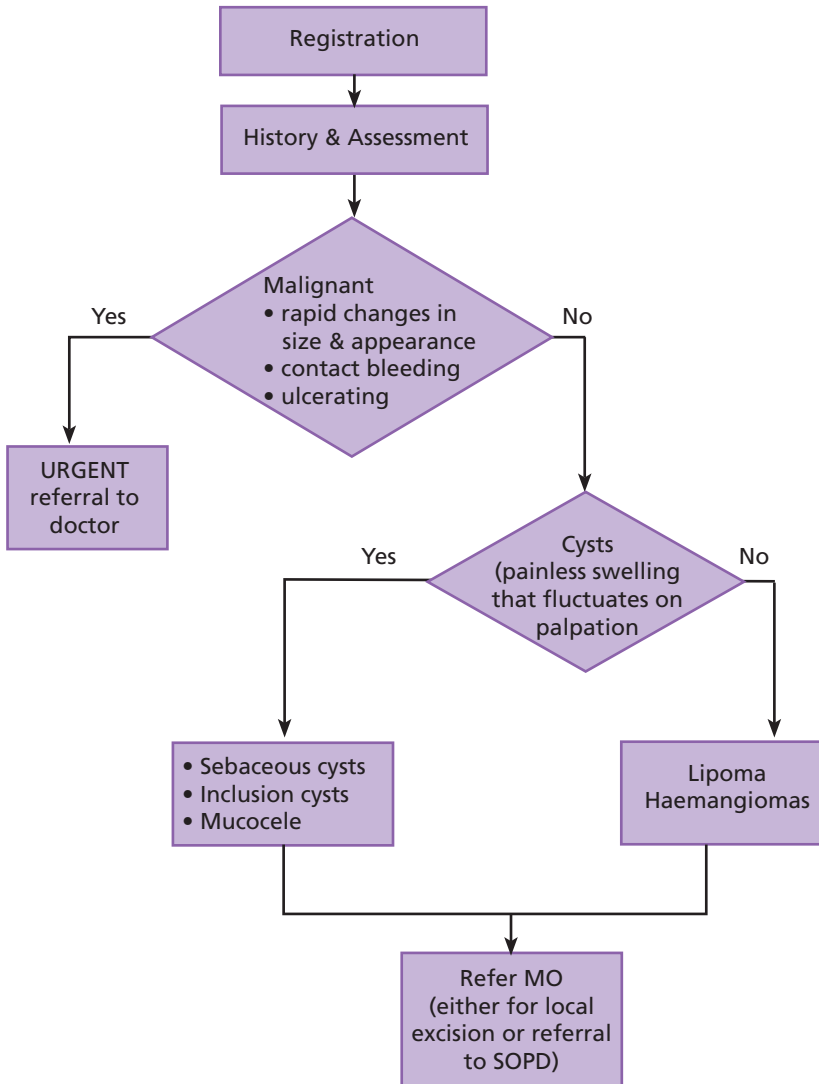 Registration
History & Assessment
Malignant
• rapid changes in
size & appearance
• contact bleeding
• ulcerating
Yes
No
URGENT
referral to
doctor
Cysts
(painless swelling
that fluctuates on
palpation
Yes
No
• Sebaceous cysts
• Inclusion cysts
• Mucocele
Lipoma
Haemangiomas
Refer MO
(either for local
excision or referral
to SOPD)